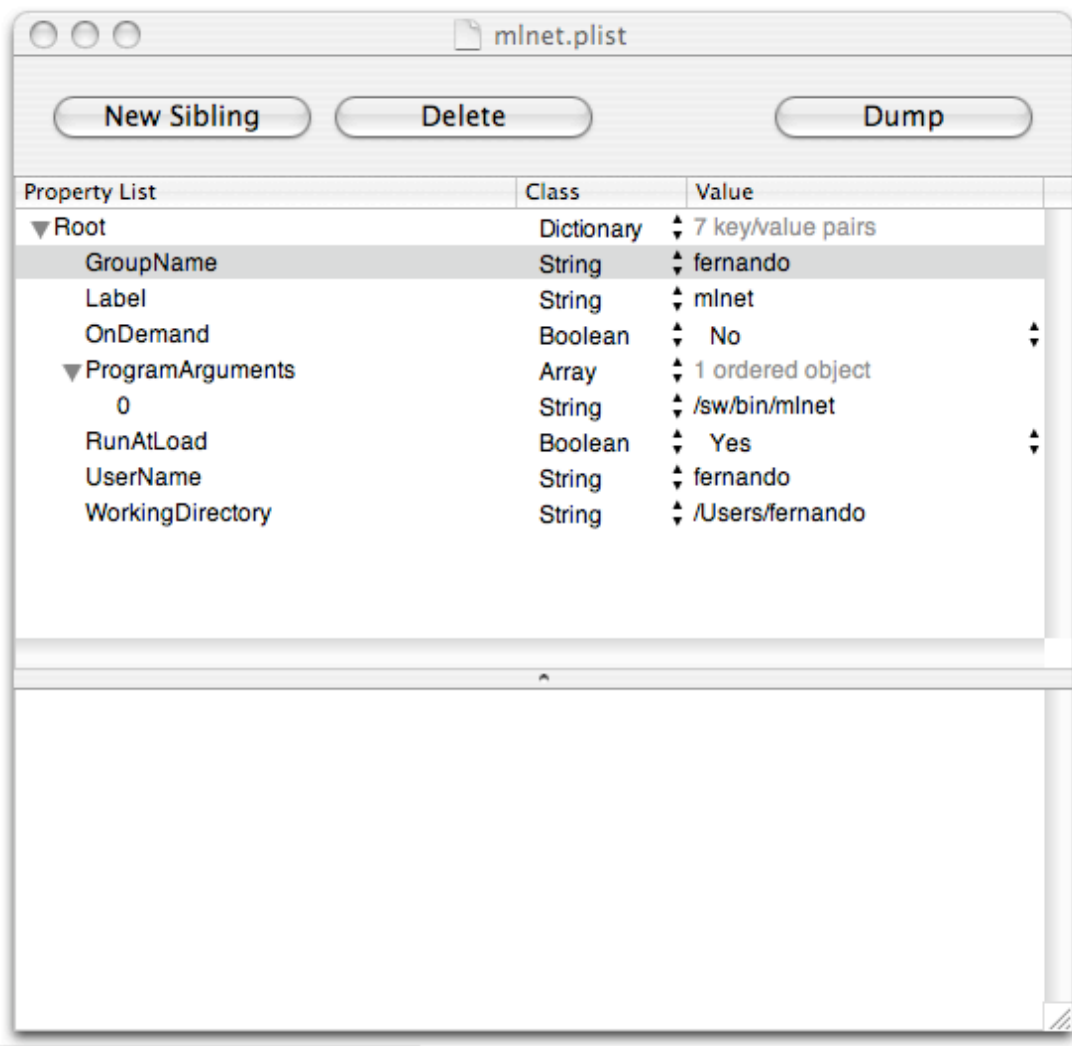 mlnet.plist
New Sibling Delete Dump
Property List Class Value
Root Dictionary 7 key/value pairs
GroupName String fernando
Label String mlnet
OnDemand Boolean No
ProgramArguments Array 1 ordered object
0 String /sw/bin/mlnet
RunAtLoad Boolean Yes
UserName String fernando
WorkingDirectory String /Users/fernando